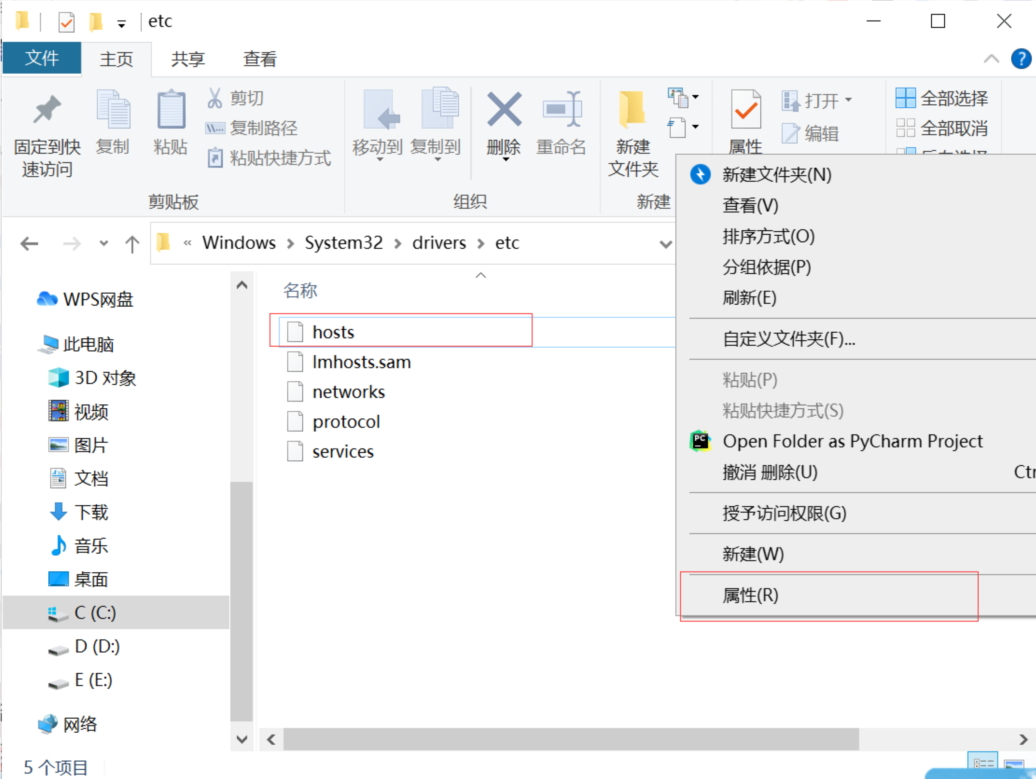 etc
文件 主页 共享 查看
固定到快速访问
复制
粘贴
剪切
复制路径
粘贴快捷方式
移动到
复制到
删除
重命名
新建
文件夹
属性
打开
编辑
全部选择
全部取消
剪贴板
组织
新建
« Windows > System32 > drivers > etc
WPS网盘
此电脑
3D 对象
视频
图片
文档
下载
音乐
桌面
C (C:)
D (D:)
E (E:)
网络
名称
hosts
lmhosts.sam
networks
protocol
services
新建文件夹(N)
查看(V)
排序方式(O)
分组依据(P)
刷新(E)
自定义文件夹(F)...
粘贴(P)
粘贴快捷方式(S)
Open Folder as PyCharm Project
撤消 删除(U) Ctr
授予访问权限(G)
新建(W)
属性(R)
5 个项目